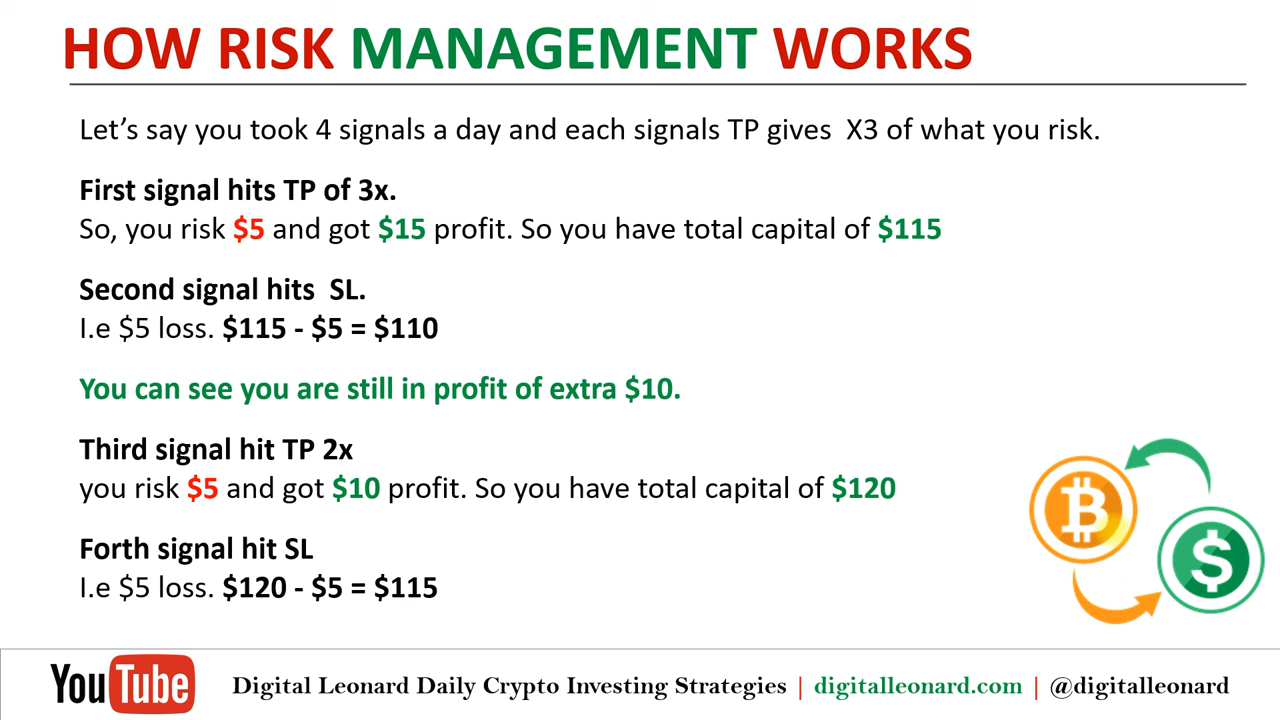 HOW RISK MANAGEMENT WORKS
Let’s say you took 4 signals a day and each signals TP gives  X3 of what you risk.
First signal hits TP of 3x.
So, you risk $5 and got $15 profit. So you have total capital of $115
Second signal hits  SL.
I.e $5 loss. $115 - $5 = $110
You can see you are still in profit of extra $10.
Third signal hit TP 2x
you risk $5 and got $10 profit. So you have total capital of $120
Forth signal hit SL
I.e $5 loss. $120 - $5 = $115
YouTube
Digital Leonard Daily Crypto Investing Strategies | digitalleonard.com | @digitalleonard